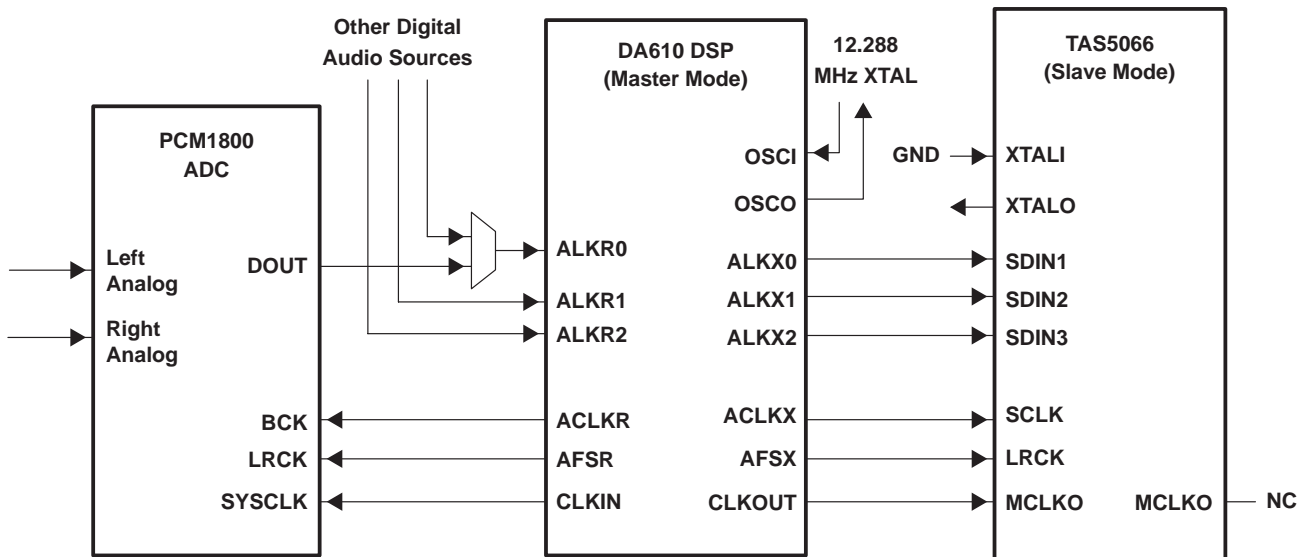 Other Digital
Audio Sources
PCM1800
ADC
Left
Analog
Right
Analog
DOUT
BCK
LRCK
SYSCLK
DA610 DSP
(Master Mode)
ALKR0
ALKR1
ALKR2
ACLKR
AFSR
CLKIN
OSCI
OSCO
ALKX0
ALKX1
ALKX2
ACLKX
AFSX
CLKOUT
12.288
MHz XTAL
GND
TAS5066
(Slave Mode)
XTALI
XTALO
SDIN1
SDIN2
SDIN3
SCLK
LRCK
MCLKO
MCLKO
NC